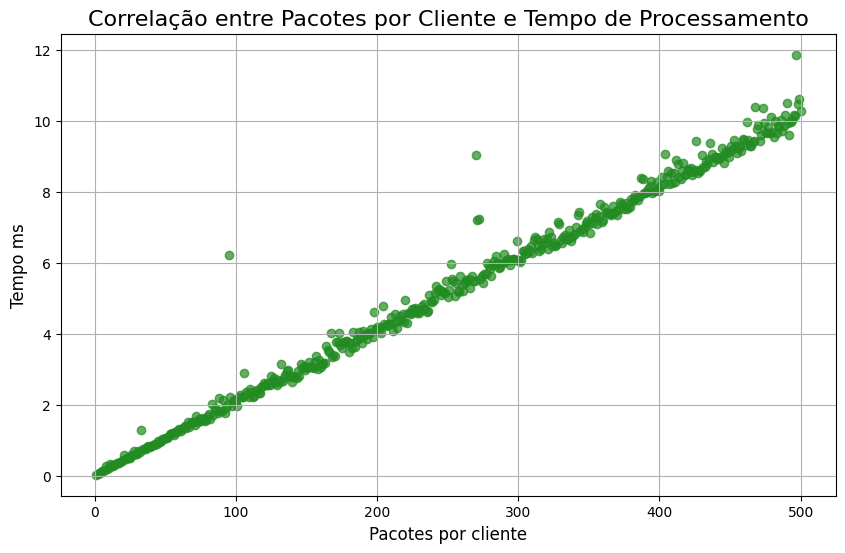 Correlação entre Pacotes por Cliente e Tempo de Processamento
12
10
8
6
4
2
0
Tempo ms
0 100 200 300 400 500
Pacotes por cliente